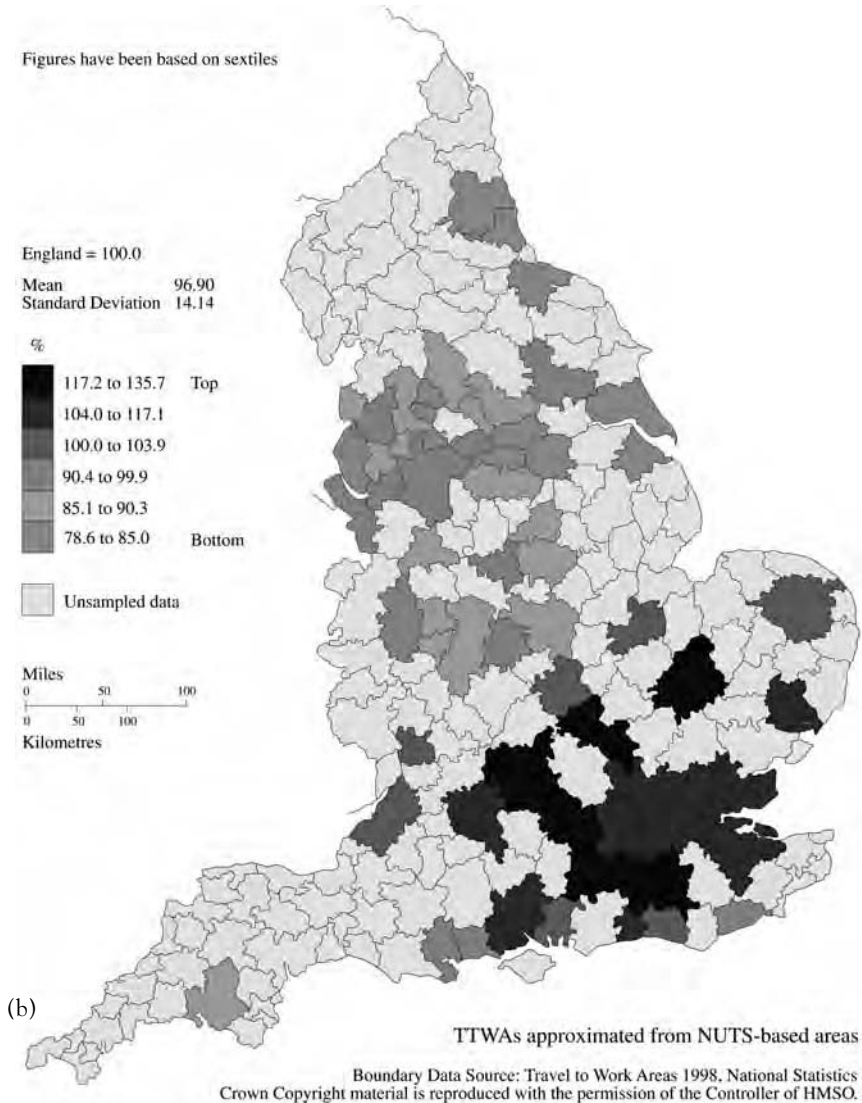 Figures have been based on sextiles
England = 100.0
Mean 96.90
Standard Deviation 14.14
%
117.2 to 135.7 Top
104.0 to 117.1
100.0 to 103.9
90.4 to 99.9
85.1 to 90.3
78.6 to 85.0 Bottom
Unsampled data
Miles
0 50 50 100
0 50 100
Kilometres
(b)
TTWAs approximated from NUTS-based areas
Boundary Data Source: Travel to Work Areas 1998, National Statistics
Crown Copyright material is reproduced with the permission of the Controller of HMSO.